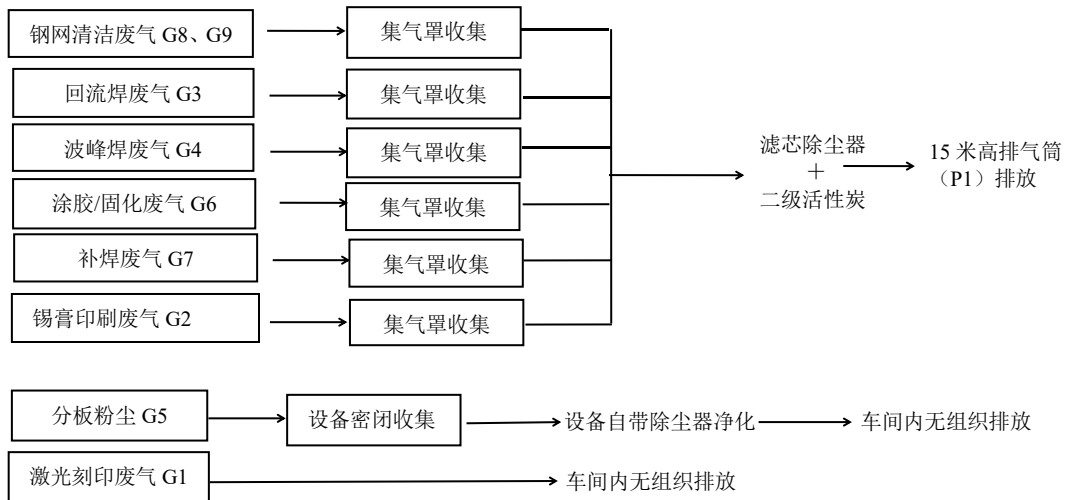 钢网清洁废气 G8、G9
集气罩收集
回流焊废气 G3
集气罩收集
波峰焊废气 G4
集气罩收集
涂胶/固化废气 G6
集气罩收集
补焊废气 G7
集气罩收集
锡膏印刷废气 G2
集气罩收集
滤芯除尘器
＋
二级活性炭
15 米高排气筒
（P1）排放
分板粉尘 G5
设备密闭收集
设备自带除尘器净化
车间内无组织排放
激光刻印废气 G1
车间内无组织排放